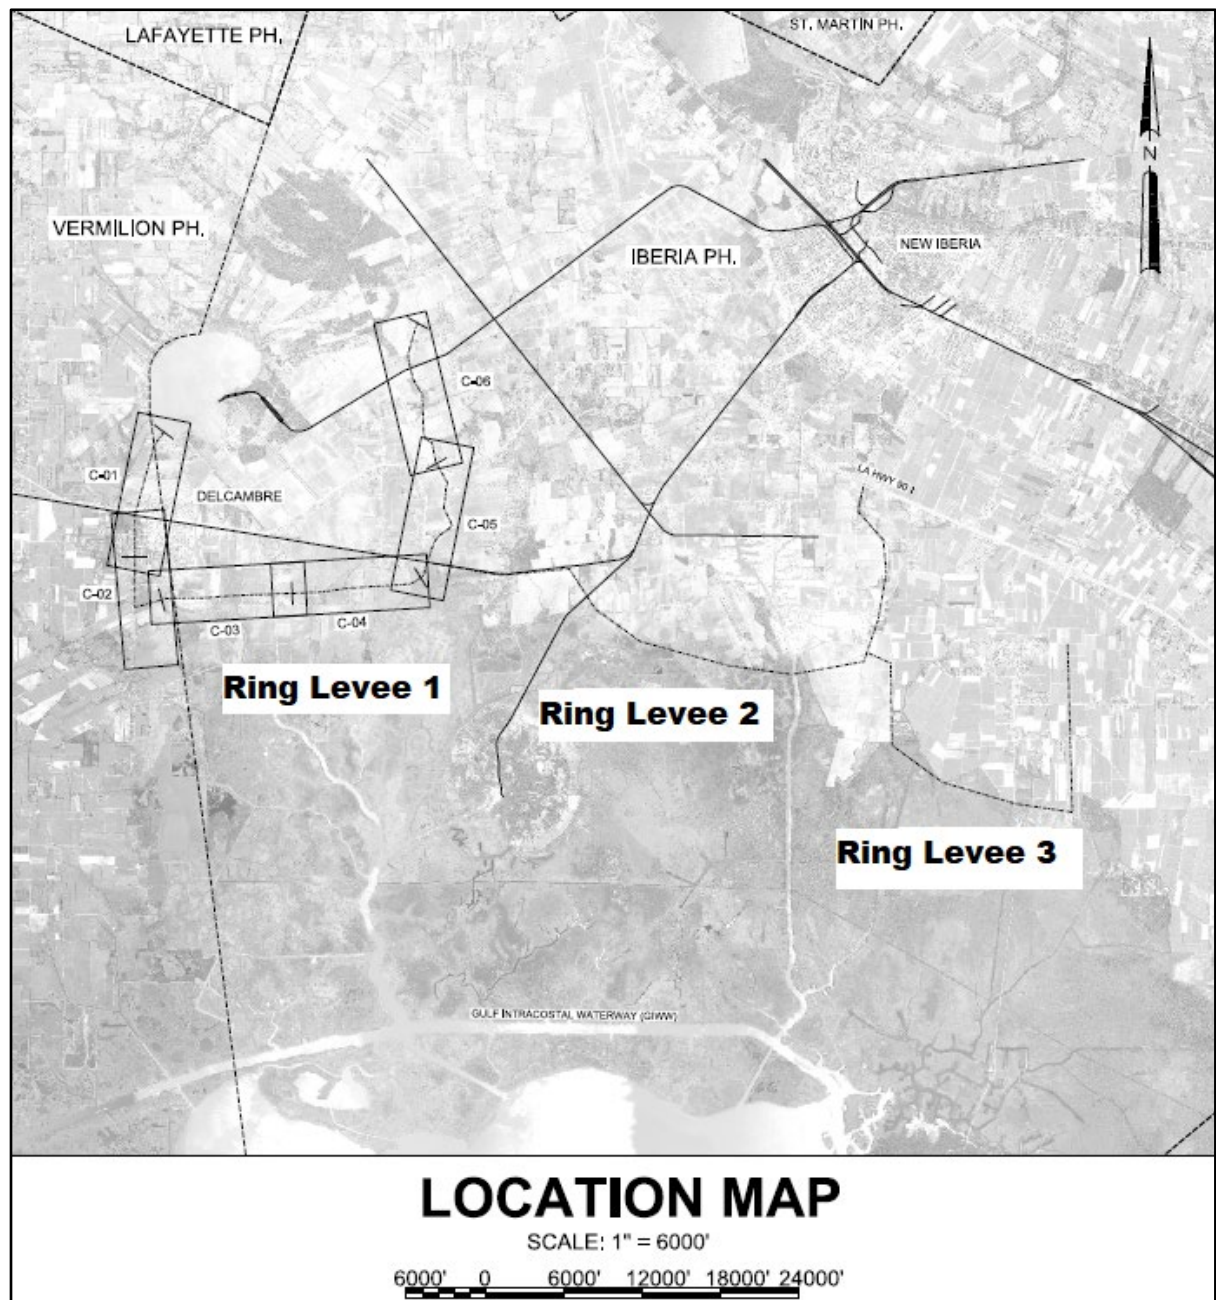 LAFAYETTE PH.
ST. MARTIN PH.
N
VERMILION PH.
IBERIA PH.
NEW IBERIA
C-06
C-01
DELCAMBRE
LA HWY 90
C-05
C-02
C-03
C-04
Ring Levee 1
Ring Levee 2
Ring Levee 3
GULF INTRACOSTAL WATERWAY (GIWW)
LOCATION MAP
SCALE: 1" = 6000'
6000' 0 6000' 12000' 18000' 24000'